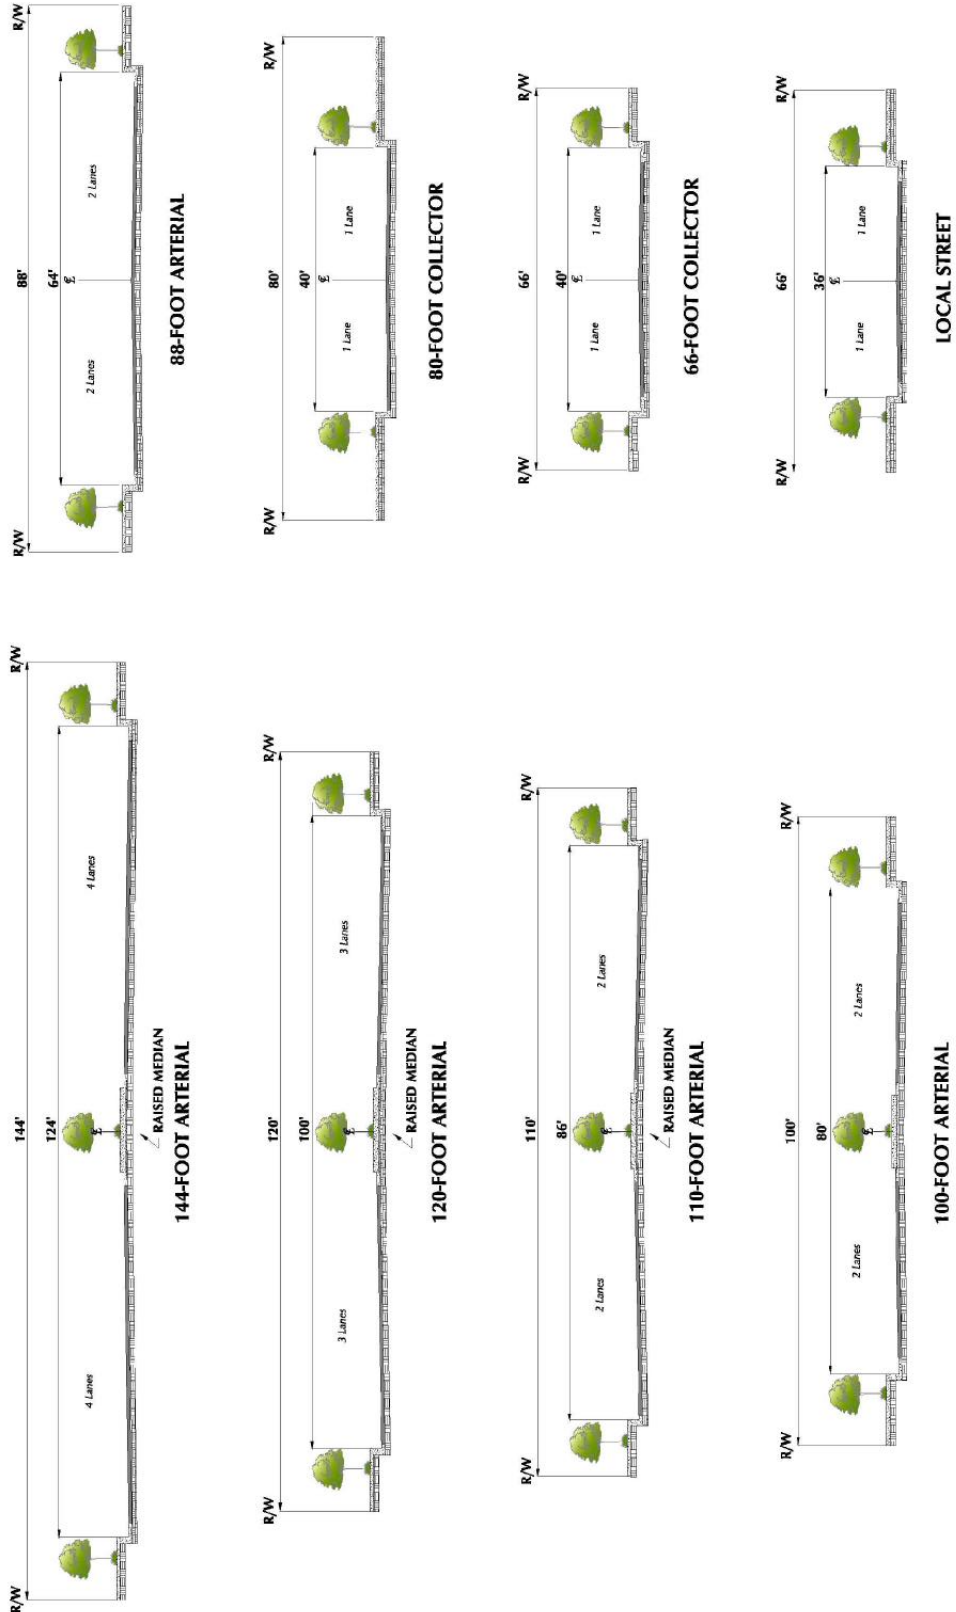 144'
R/W
R/W
124'
4 Lanes
4 Lanes
℄
RAISED MEDIAN
144-FOOT ARTERIAL
120'
R/W
R/W
100'
3 Lanes
3 Lanes
℄
RAISED MEDIAN
120-FOOT ARTERIAL
110'
R/W
R/W
86'
2 Lanes
2 Lanes
℄
RAISED MEDIAN
110-FOOT ARTERIAL
100'
R/W
R/W
80'
2 Lanes
2 Lanes
℄
100-FOOT ARTERIAL
88'
R/W
R/W
64'
℄
2 Lanes
2 Lanes
88-FOOT ARTERIAL
80'
R/W
R/W
40'
℄
1 Lane
1 Lane
80-FOOT COLLECTOR
66'
R/W
R/W
40'
℄
1 Lane
1 Lane
66-FOOT COLLECTOR
66'
R/W
R/W
36'
℄
1 Lane
1 Lane
LOCAL STREET